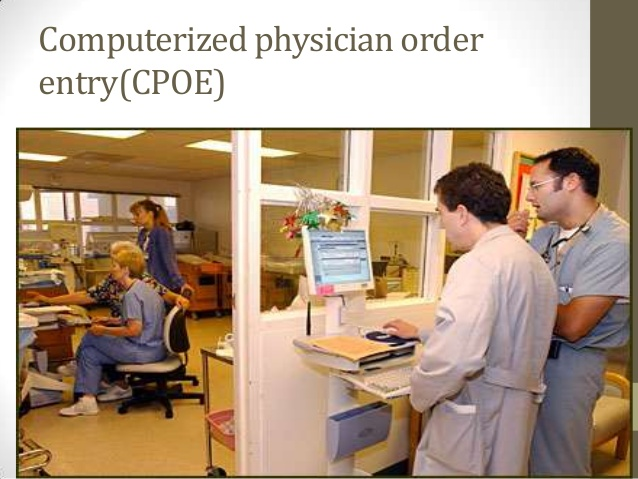 Computerized physician order
entry(CPOE)